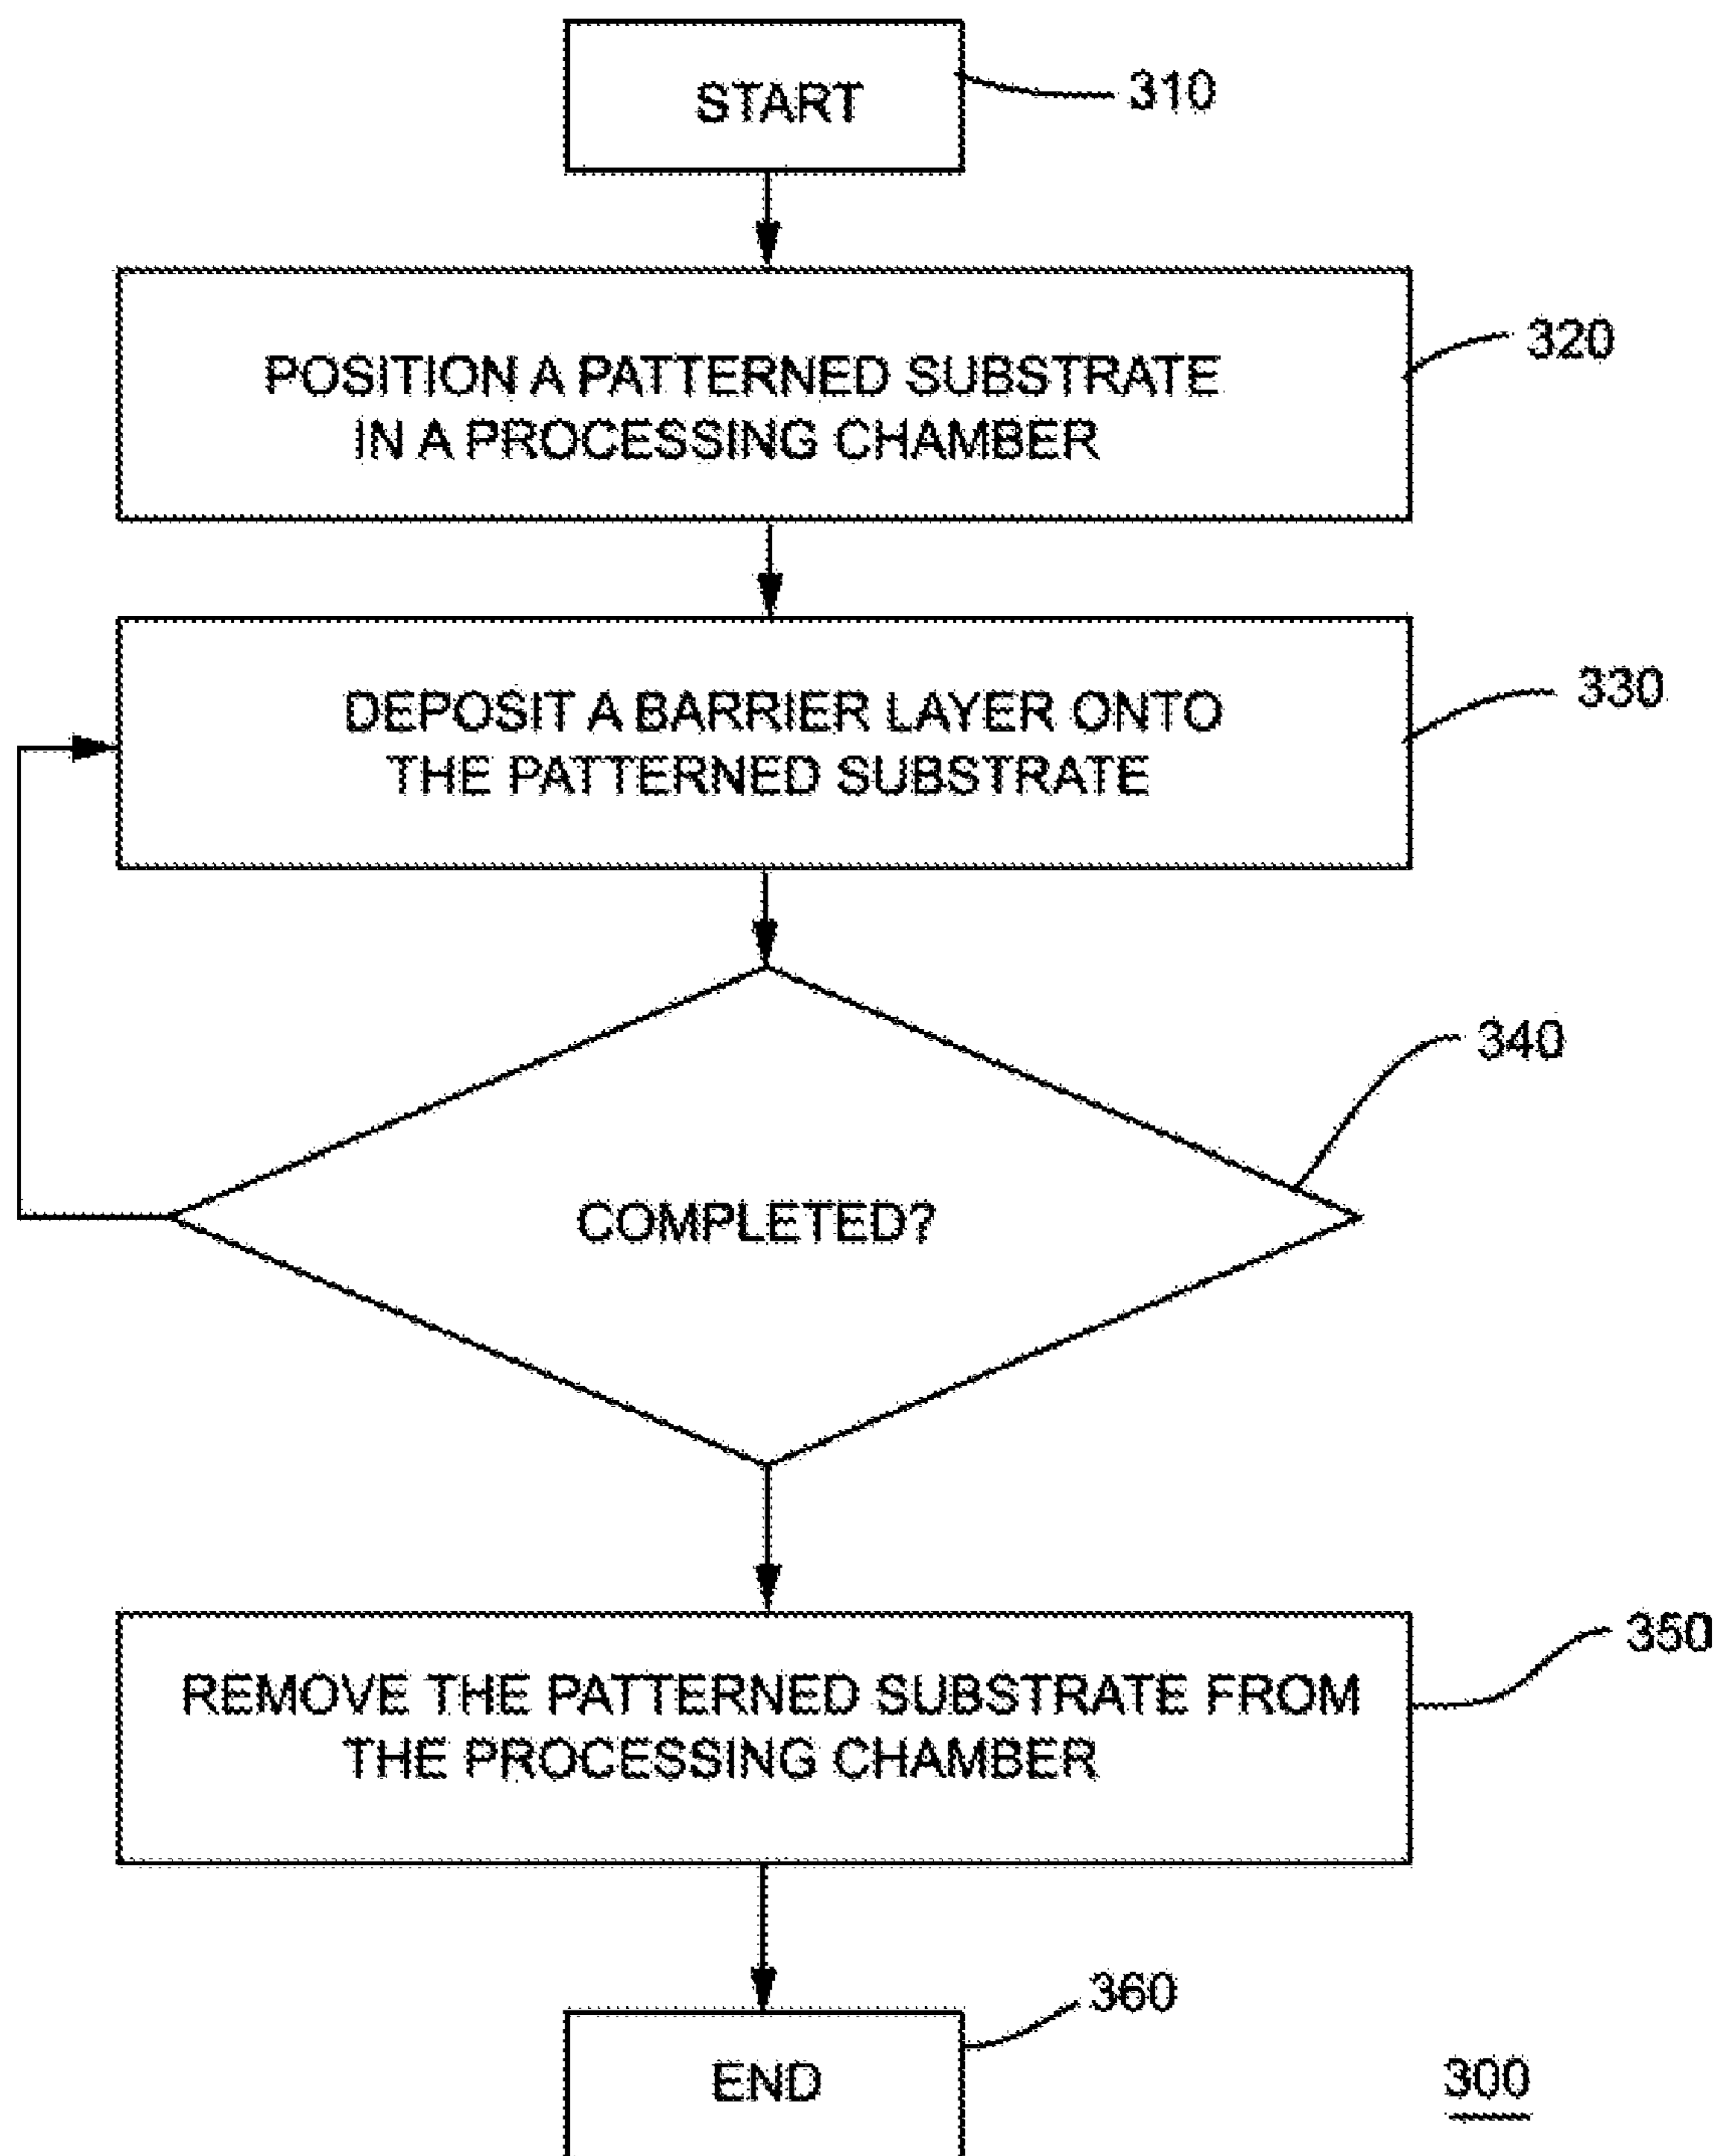 START
310
POSITION A PATTERNED SUBSTRATE
IN A PROCESSING CHAMBER
320
DEPOSIT A BARRIER LAYER ONTO
THE PATTERNED SUBSTRATE
330
COMPLETED?
340
REMOVE THE PATTERNED SUBSTRATE FROM
THE PROCESSING CHAMBER
350
END
360
300